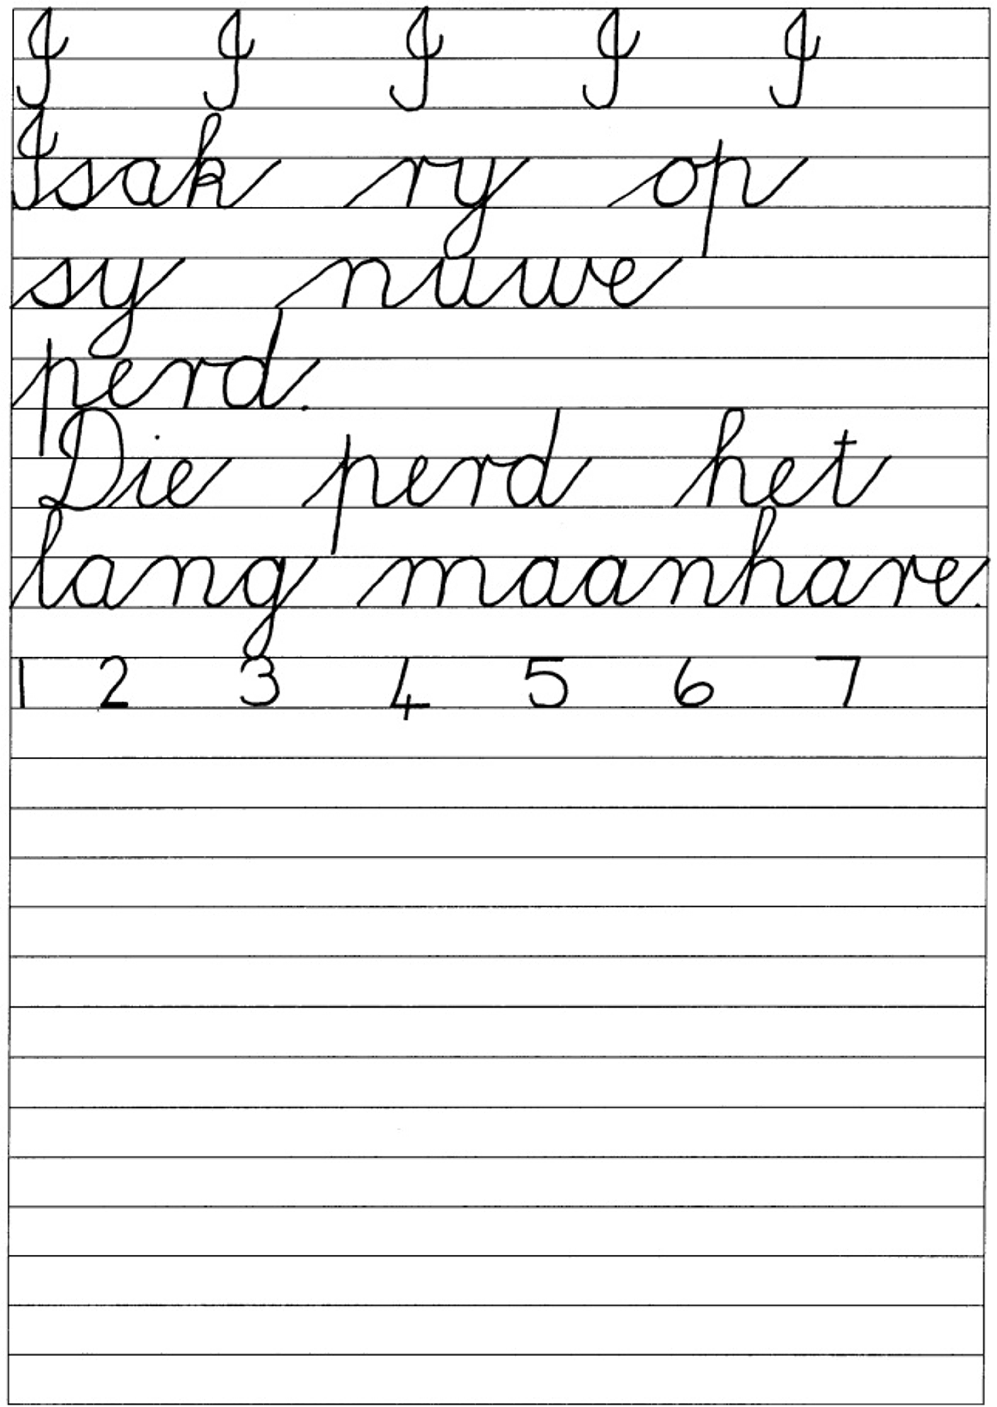 I I I I I
Isak ry op
sy nuwe
perd.
Die perd het
lang maanhare.
1 2 3 4 5 6 7